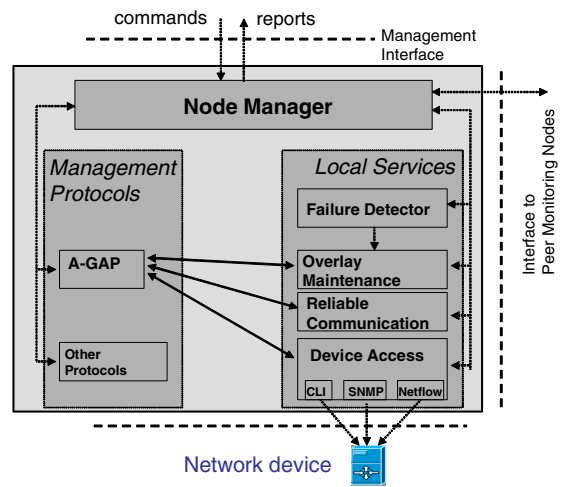 commands
reports
Management
Interface
Node Manager
Management
Protocols
Local Services
Failure Detector
A-GAP
Overlay
Maintenance
Reliable
Communication
Other
Protocols
Device Access
CLI
SNMP
Netflow
Interface to
Peer Monitoring Nodes
Network device